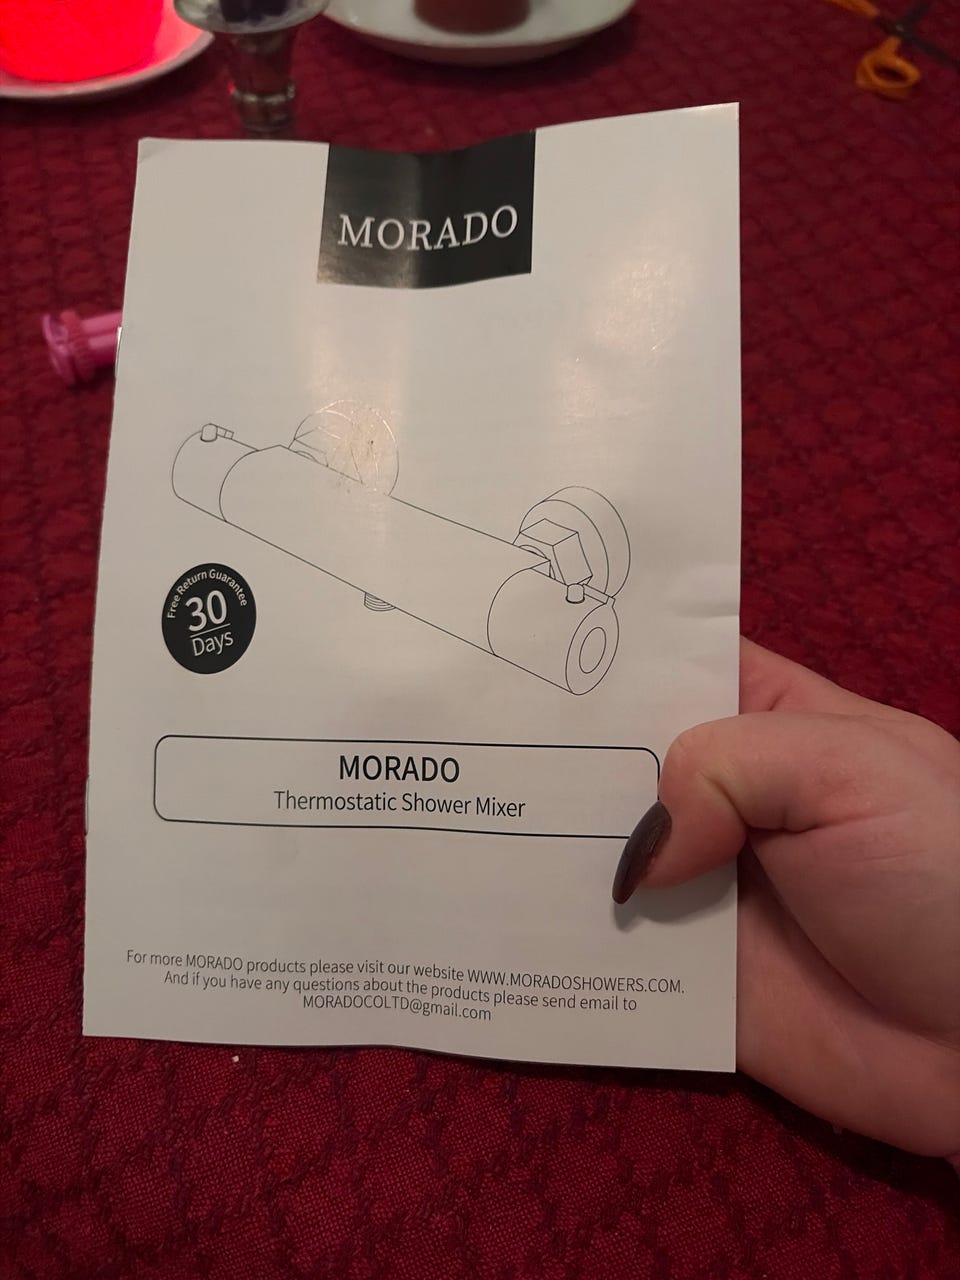 MORADO
Free Return Guarantee
30
Days
MORADO
Thermostatic Shower Mixer
For more MORADO products please visit our website WWW.MORADOSHOWERS.COM.
And if you have any questions about the products please send email to
MORADOCOLTD@gmail.com